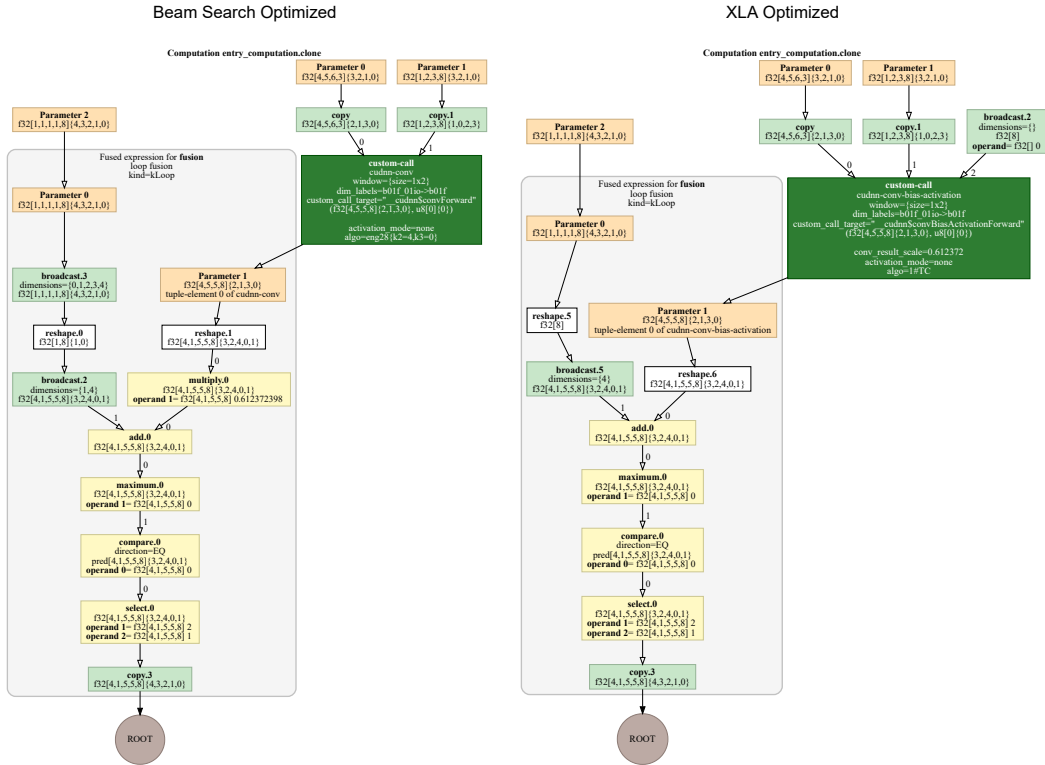 Beam Search Optimized
Computation entry_computation.clone
Parameter 0
f32[4,5,6,3]{3,2,1,0}
Parameter 1
f32[1,2,3,8]{3,2,1,0}
Parameter 2
f32[1,1,1,1,8]{4,3,2,1,0}
copy
f32[4,5,6,3]{2,1,3,0}
copy.1
f32[1,2,3,8]{1,0,2,3}
0
1
Fused expression for fusion
loop fusion
kind=kLoop
custom-call
cudnn-conv
window={size=1x2}
dim_labels=b01f_01io->b01f
custom_call_target="__cudnn$convForward"
(f32[4,5,5,8]{2,1,3,0}, u8[0]{0})
activation_mode=none
algo=eng28{k2=4,k3=0}
Parameter 0
f32[1,1,1,1,8]{4,3,2,1,0}
broadcast.3
dimensions={0,1,2,3,4}
f32[1,1,1,1,8]{4,3,2,1,0}
Parameter 1
f32[4,5,5,8]{2,1,3,0}
tuple-element 0 of cudnn-conv
reshape.0
f32[1,8]{1,0}
reshape.1
f32[4,1,5,5,8]{3,2,4,0,1}
0
broadcast.2
dimensions={1,4}
f32[4,1,5,5,8]{3,2,4,0,1}
multiply.0
f32[4,1,5,5,8]{3,2,4,0,1}
operand 1= f32[4,1,5,5,8] 0.612372398
1
0
add.0
f32[4,1,5,5,8]{3,2,4,0,1}
0
maximum.0
f32[4,1,5,5,8]{3,2,4,0,1}
operand 1= f32[4,1,5,5,8] 0
1
compare.0
direction=EQ
pred[4,1,5,5,8]{3,2,4,0,1}
operand 0= f32[4,1,5,5,8] 0
0
select.0
f32[4,1,5,5,8]{3,2,4,0,1}
operand 1= f32[4,1,5,5,8] 2
operand 2= f32[4,1,5,5,8] 1
copy.3
f32[4,1,5,5,8]{4,3,2,1,0}
ROOT
XLA Optimized
Computation entry_computation.clone
Parameter 0
f32[4,5,6,3]{3,2,1,0}
Parameter 1
f32[1,2,3,8]{3,2,1,0}
Parameter 2
f32[1,1,1,1,8]{4,3,2,1,0}
copy
f32[4,5,6,3]{2,1,3,0}
copy.1
f32[1,2,3,8]{1,0,2,3}
broadcast.2
dimensions={}
f32[8]
operand= f32[] 0
0
1
2
Fused expression for fusion
loop fusion
kind=kLoop
custom-call
cudnn-conv-bias-activation
window={size=1x2}
dim_labels=b01f_01io->b01f
custom_call_target="__cudnn$convBiasActivationForward"
(f32[4,5,5,8]{2,1,3,0}, u8[0]{0})
conv_result_scale=0.612372
activation_mode=none
algo=1#TC
Parameter 0
f32[1,1,1,1,8]{4,3,2,1,0}
reshape.5
f32[8]
Parameter 1
f32[4,5,5,8]{2,1,3,0}
tuple-element 0 of cudnn-conv-bias-activation
broadcast.5
dimensions={4}
f32[4,1,5,5,8]{3,2,4,0,1}
reshape.6
f32[4,1,5,5,8]{3,2,4,0,1}
1
0
add.0
f32[4,1,5,5,8]{3,2,4,0,1}
0
maximum.0
f32[4,1,5,5,8]{3,2,4,0,1}
operand 1= f32[4,1,5,5,8] 0
1
compare.0
direction=EQ
pred[4,1,5,5,8]{3,2,4,0,1}
operand 0= f32[4,1,5,5,8] 0
0
select.0
f32[4,1,5,5,8]{3,2,4,0,1}
operand 1= f32[4,1,5,5,8] 2
operand 2= f32[4,1,5,5,8] 1
copy.3
f32[4,1,5,5,8]{4,3,2,1,0}
ROOT